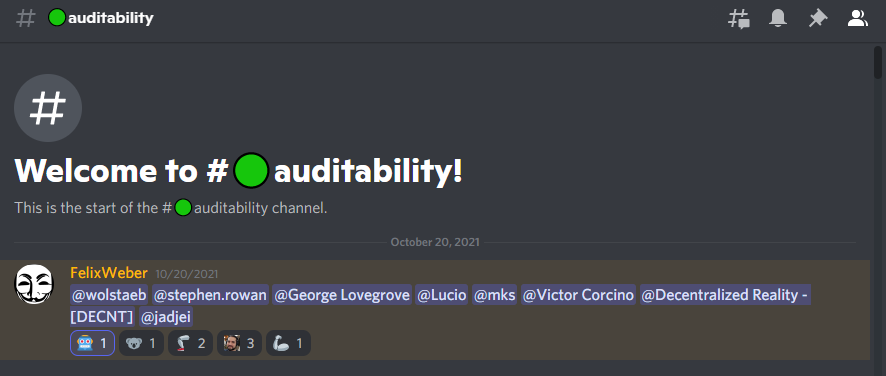 # auditability
#
Welcome to # auditability!
This is the start of the # auditability channel.
October 20, 2021
FelixWeber 10/20/2021
@wolstaeb @stephen.rowan @George Lovegrove @Lucio @mks @Victor Corcino @Decentralized Reality -
[DECNT] @jadjei
1 1 2 3 1